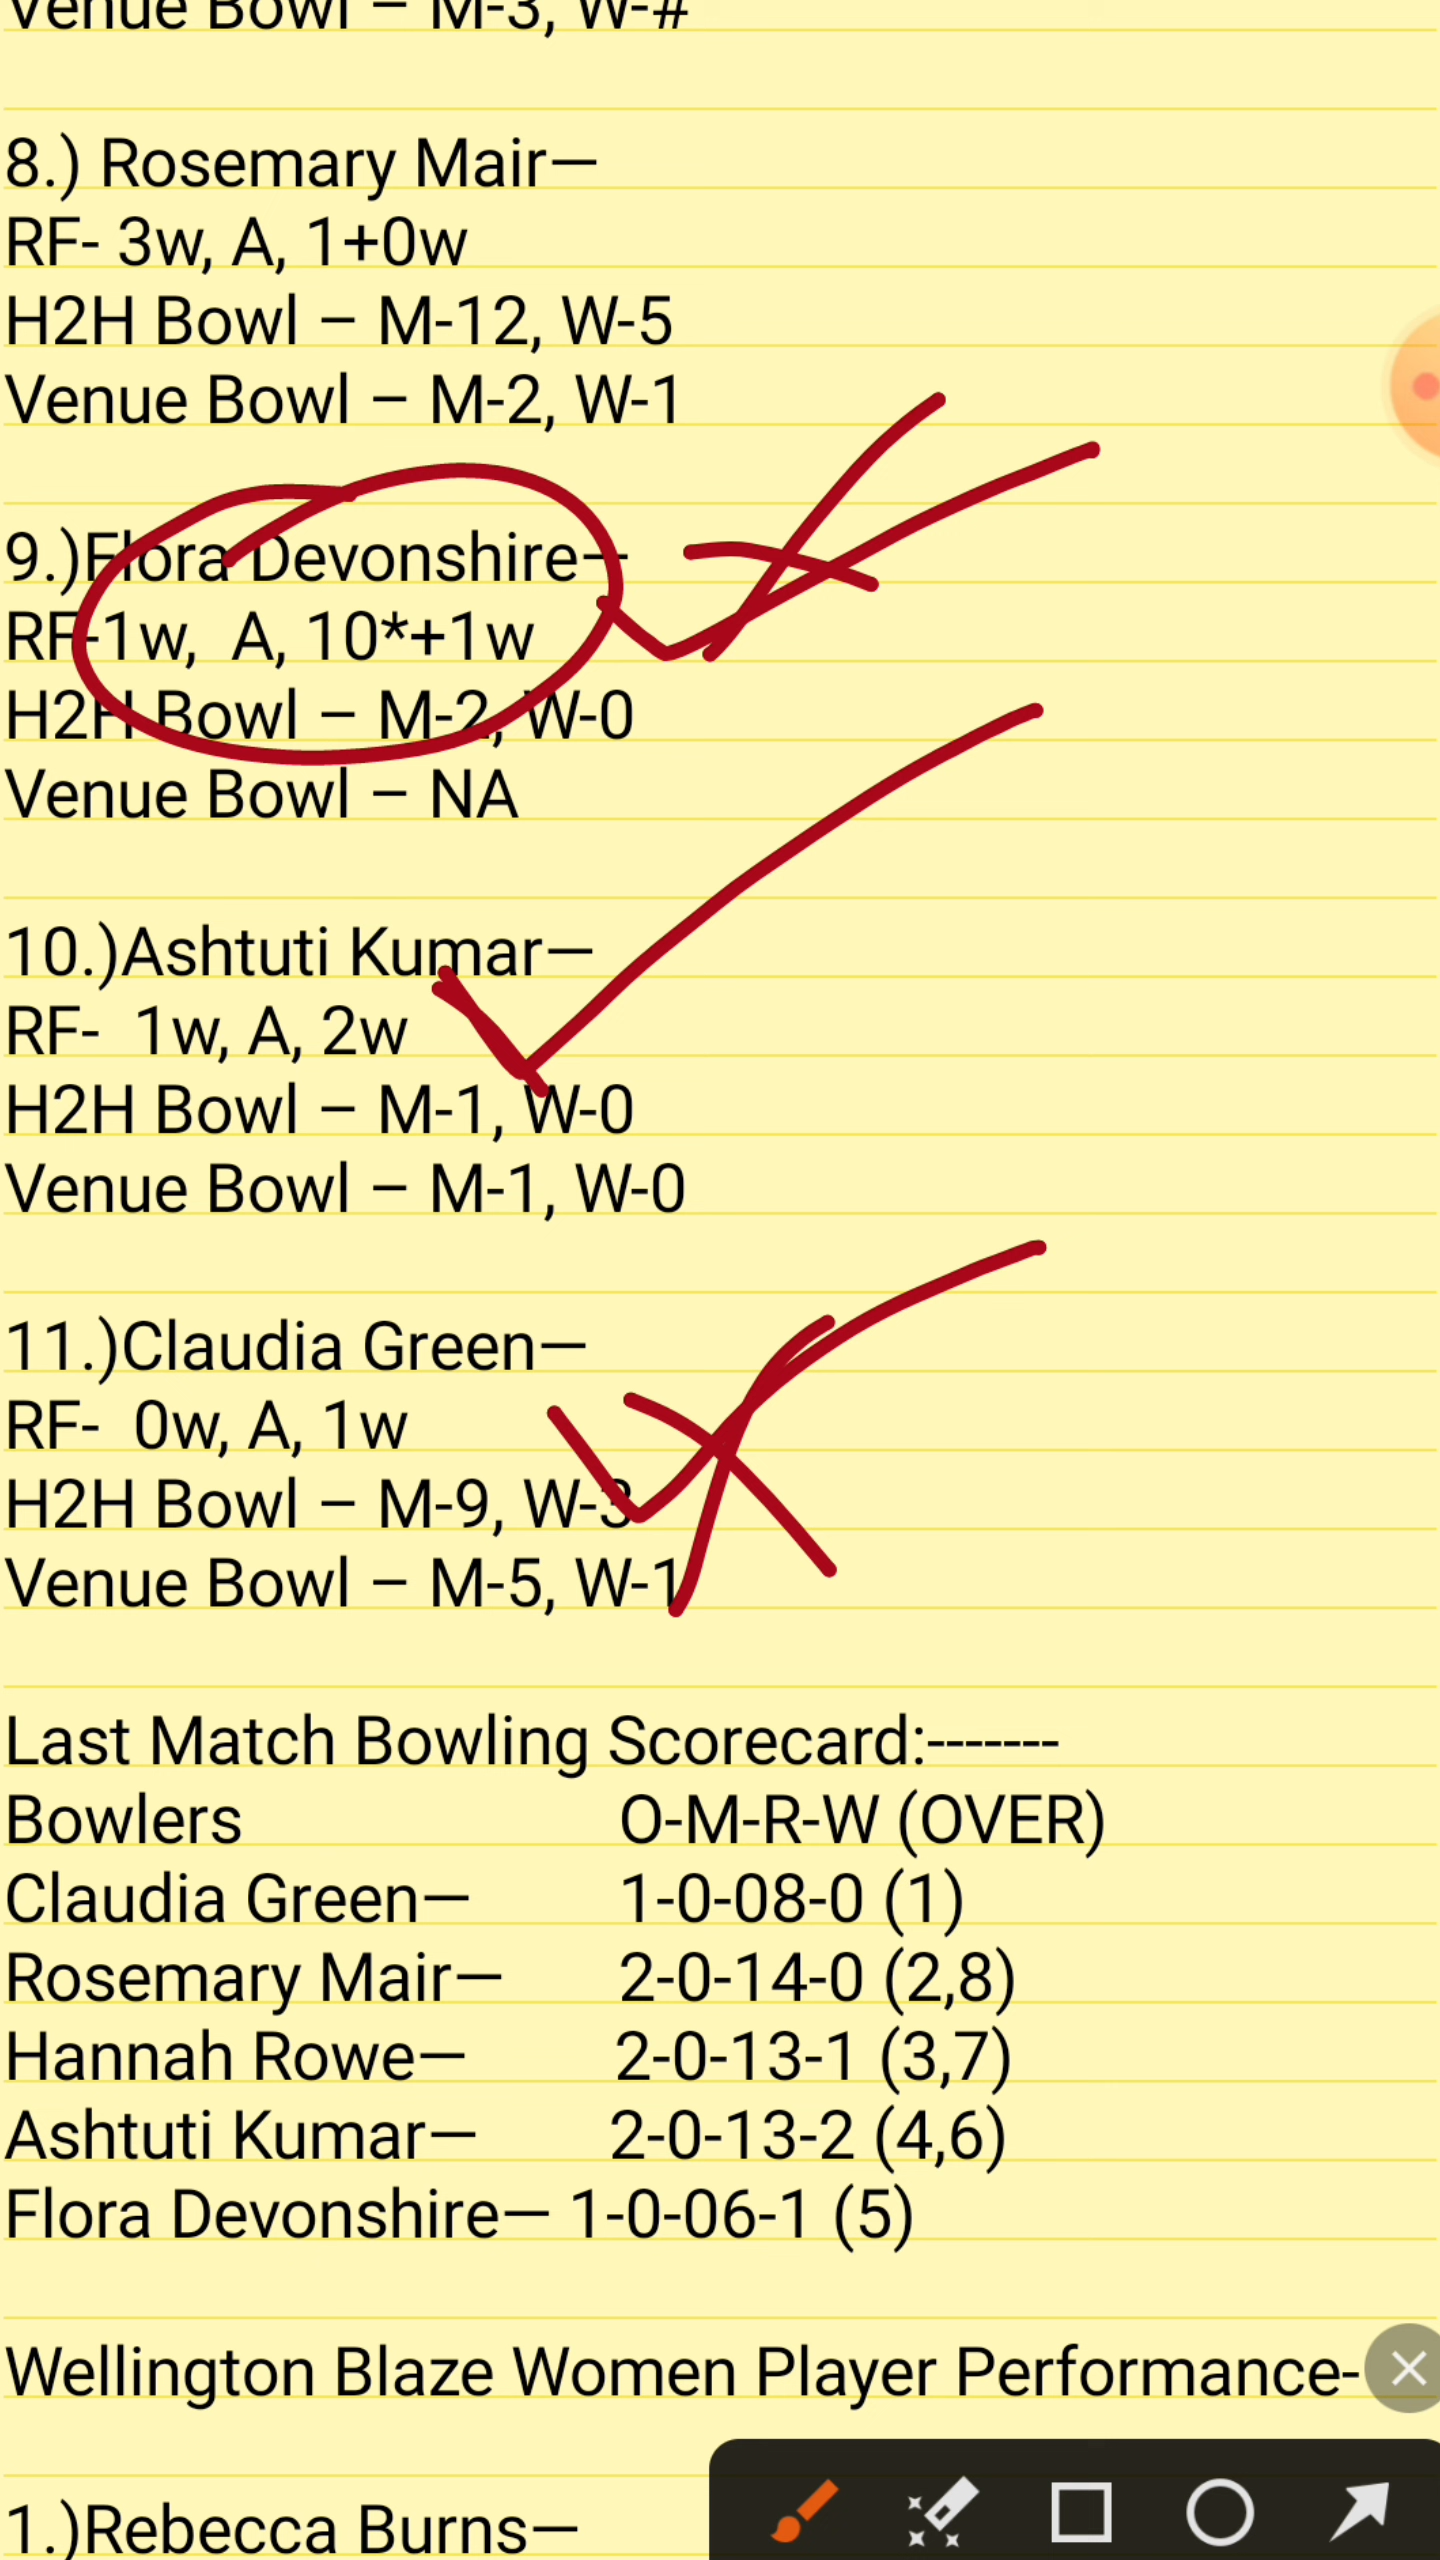 Venue Bowl – M-3, W-#
8.) Rosemary Mair—
RF- 3w, A, 1+0w
H2H Bowl – M-12, W-5
Venue Bowl – M-2, W-1
9.)Flora Devonshire—
RF-1w, A, 10*+1w
H2H Bowl – M-2, W-0
Venue Bowl – NA
10.)Ashtuti Kumar—
RF- 1w, A, 2w
H2H Bowl – M-1, W-0
Venue Bowl – M-1, W-0
11.)Claudia Green—
RF- 0w, A, 1w
H2H Bowl – M-9, W-3
Venue Bowl – M-5, W-1
Last Match Bowling Scorecard:-------
Bowlers O-M-R-W (OVER)
Claudia Green— 1-0-08-0 (1)
Rosemary Mair— 2-0-14-0 (2,8)
Hannah Rowe— 2-0-13-1 (3,7)
Ashtuti Kumar— 2-0-13-2 (4,6)
Flora Devonshire— 1-0-06-1 (5)
Wellington Blaze Women Player Performance-
1.)Rebecca Burns—